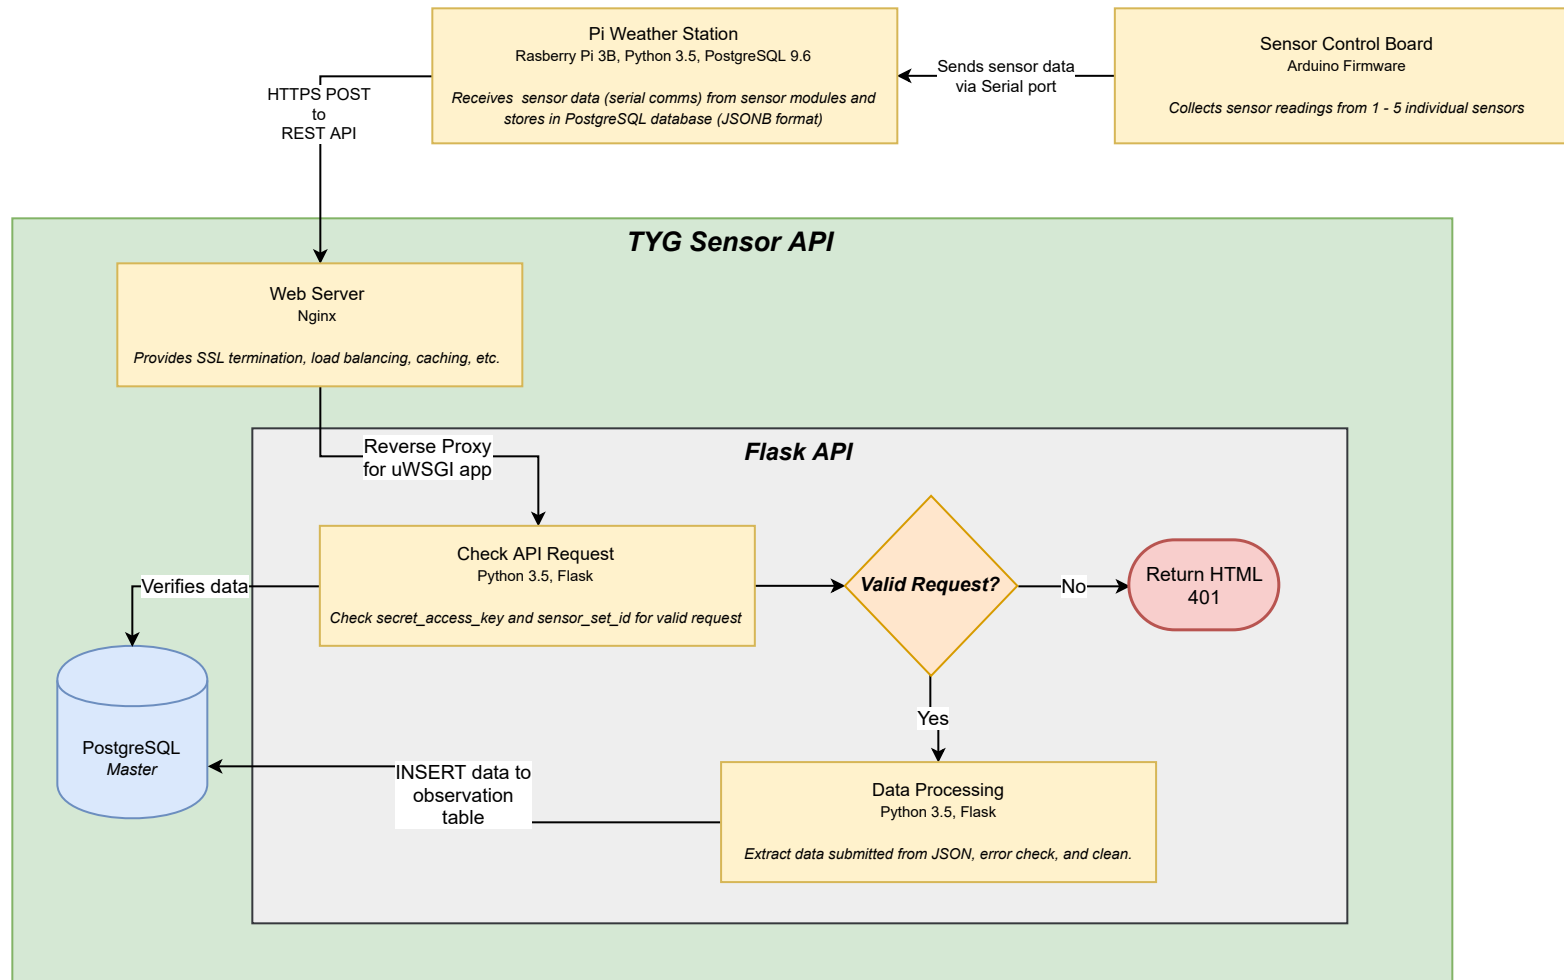 Pi Weather Station
Rasberry Pi 3B, Python 3.5, PostgreSQL 9.6
Receives sensor data (serial comms) from sensor modules and
stores in PostgreSQL database (JSONB format)
Sends sensor data
via Serial port
Sensor Control Board
Arduino Firmware
Collects sensor readings from 1 - 5 individual sensors
HTTPS POST
to
REST API
TYG Sensor API
Web Server
Nginx
Provides SSL termination, load balancing, caching, etc.
Flask API
Reverse Proxy
for uWSGI app
Check API Request
Python 3.5, Flask
Check secret_access_key and sensor_set_id for valid request
Verifies data
Valid Request?
No
Return HTML
401
Yes
PostgreSQL
Master
INSERT data to
observation
table
Data Processing
Python 3.5, Flask
Extract data submitted from JSON, error check, and clean.